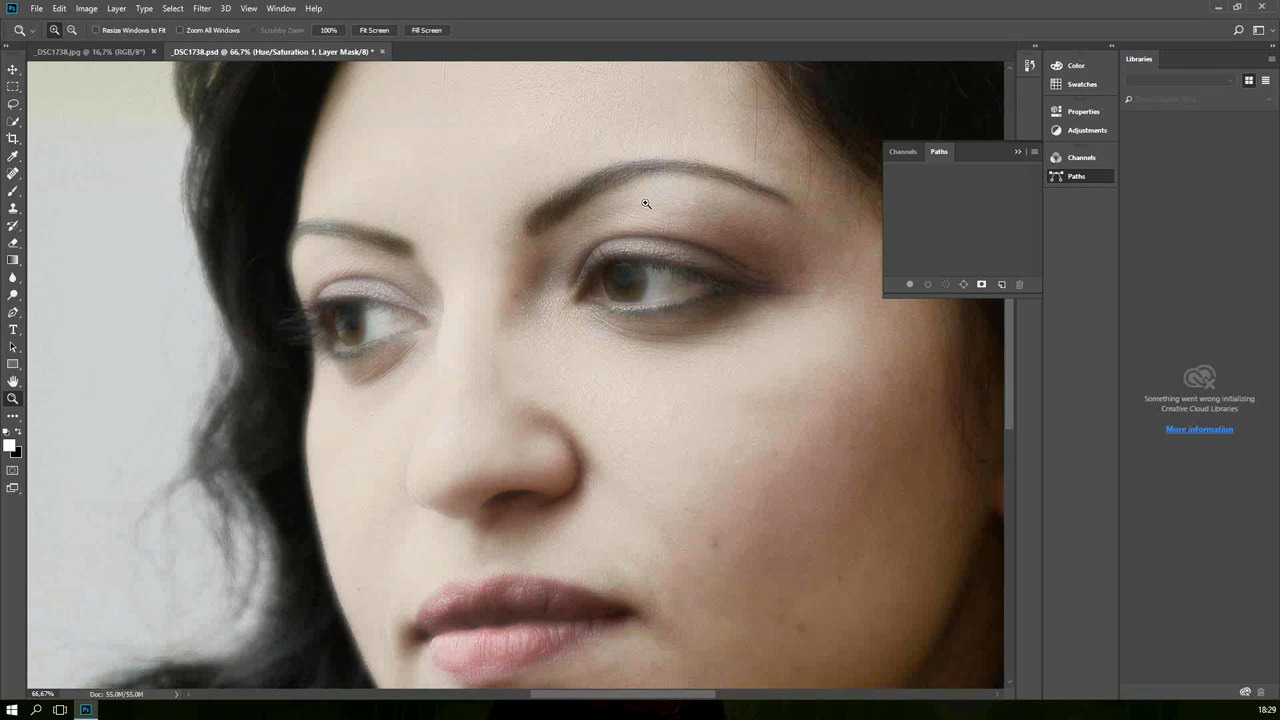 Ps File Edit Image Layer Type Select Filter 3D View Window Help
Resize Windows to Fit Zoom All Windows Scrubby Zoom 100% Fit Screen Fill Screen
_DSC1738.jpg @ 16,7% (RGB/8*) × _DSC1738.psd @ 66,7% (Hue/Saturation 1, Layer Mask/8) * ×
Libraries
Color
Swatches
Properties
Adjustments
Channels
Paths
Channels Paths
Something went wrong initializing
Creative Cloud Libraries
More information
66,67% Doc: 55,0M/55,0M
Ps 18:29